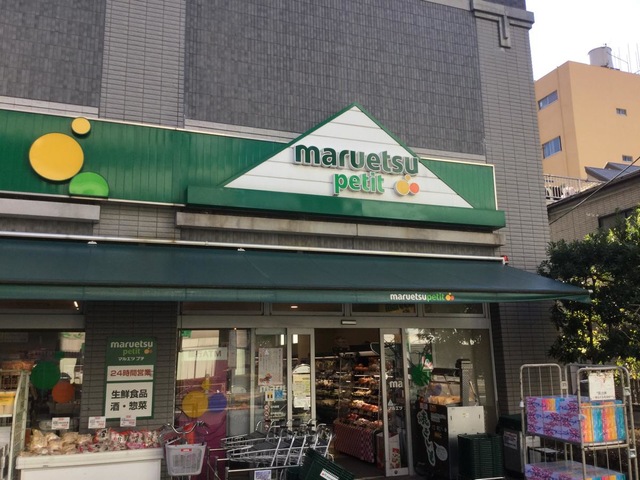 maruetsu
petit
maruetsu petit
maruetsu
petit
マルエツ プチ
24時間営業
生鮮食品
酒・惣菜